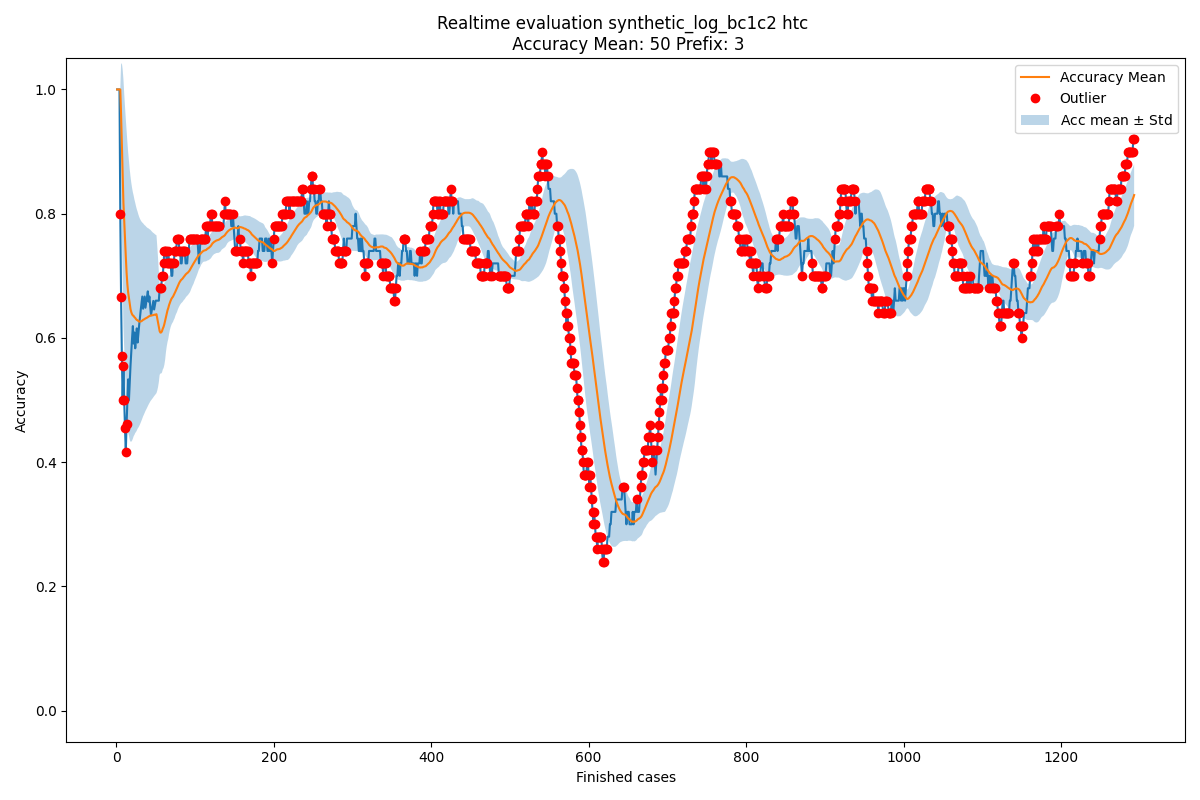 Realtime evaluation synthetic_log_bc1c2 htc
Accuracy Mean: 50 Prefix: 3
Accuracy Mean
Outlier
Acc mean ± Std
1.0
0.8
0.6
0.4
0.2
0.0
Accuracy
0
200
400
600
800
1000
1200
Finished cases